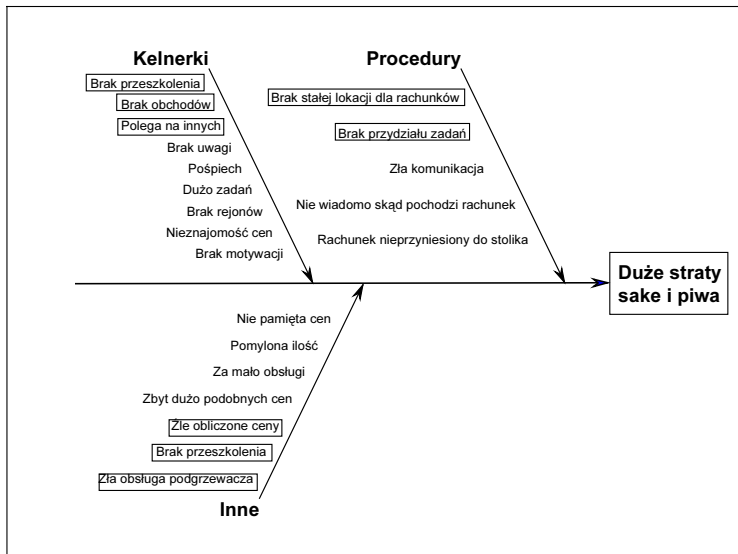 Kelnerki
Brak przeszkolenia
Brak obchodów
Polega na innych
Brak uwagi
Pośpiech
Dużo zadań
Brak rejonów
Nieznajomość cen
Brak motywacji
Procedury
Brak stałej lokacji dla rachunków
Brak przydziału zadań
Zła komunikacja
Nie wiadomo skąd pochodzi rachunek
Rachunek nieprzyniesiony do stolika
Duże straty
sake i piwa
Nie pamięta cen
Pomylona ilość
Za mało obsługi
Zbyt dużo podobnych cen
Źle obliczone ceny
Brak przeszkolenia
Zła obsługa podgrzewacza
Inne